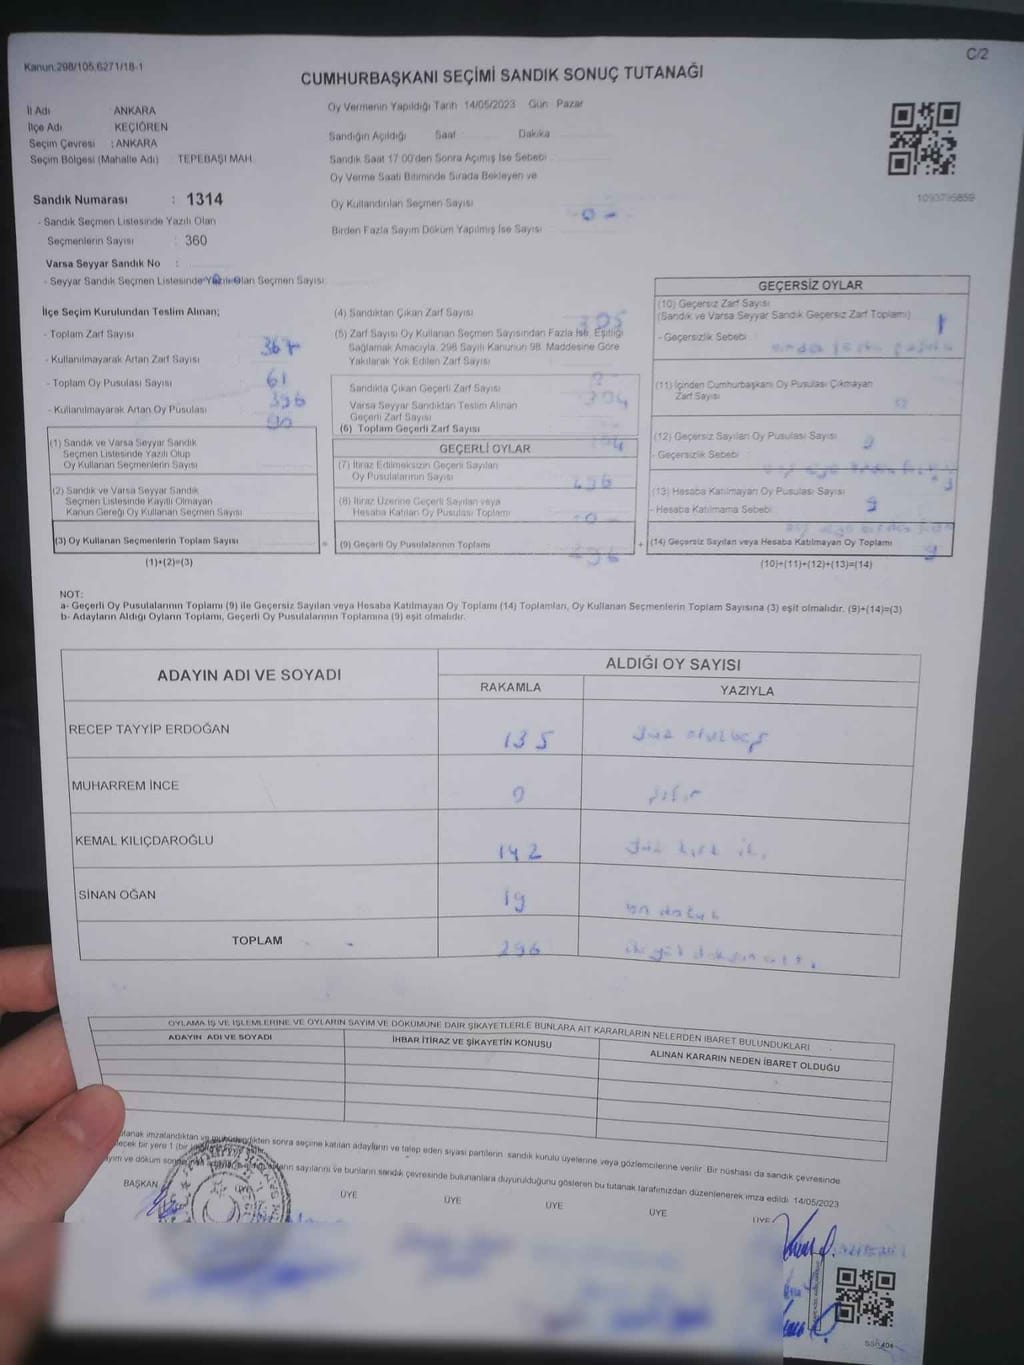 Kanun:298/105,6271/18-1
C/2
CUMHURBAŞKANI SEÇİMİ SANDIK SONUÇ TUTANAĞI
İl Adı : ANKARA
İlçe Adı : KEÇİÖREN
Seçim Çevresi : ANKARA
Seçim Bölgesi (Mahalle Adı) : TEPEBAŞI MAH.
Sandık Numarası : 1314
- Sandık Seçmen Listesinde Yazılı Olan
Seçmenlerin Sayısı : 360
Varsa Seyyar Sandık No :
- Seyyar Sandık Seçmen Listesinde Yazılı Olan Seçmen Sayısı:
Oy Vermenin Yapıldığı Tarih 14/05/2023 Gün Pazar
Sandığın Açıldığı Saat Dakika
Sandık Saat 17.00'den Sonra Açımış İse Sebebi
Oy Verme Saati Bitiminde Sırada Bekleyen ve
Oy Kullandırılan Seçmen Sayısı
- 0 -
Birden Fazla Sayım Döküm Yapılmış İse Sayısı
1093795859
İlçe Seçim Kurulundan Teslim Alınan;
- Toplam Zarf Sayısı
- Kullanılmayarak Artan Zarf Sayısı
- Toplam Oy Pusulası Sayısı 61
- Kullanılmayarak Artan Oy Pusulası 386
90
(1) Sandık ve Varsa Seyyar Sandık
Seçmen Listesinde Yazılı Olup
Oy Kullanan Seçmenlerin Sayısı
(2) Sandık ve Varsa Seyyar Sandık
Seçmen Listesinde Kayıtlı Olmayan
Kanun Gereği Oy Kullanan Seçmen Sayısı
(3) Oy Kullanan Seçmenlerin Toplam Sayısı =
(1)+(2)=(3)
(4) Sandıktan Çıkan Zarf Sayısı 305
(5) Zarf Sayısı Oy Kullanan Seçmen Sayısından Fazla İse, Eşitliği
Sağlamak Amacıyla, 298 Sayılı Kanunun 98. Maddesine Göre
Yakılarak Yok Edilen Zarf Sayısı
Sandıkta Çıkan Geçerli Zarf Sayısı
Varsa Seyyar Sandıktan Teslim Alınan 304
Geçerli Zarf Sayısı
(6) Toplam Geçerli Zarf Sayısı
GEÇERLİ OYLAR
(7) İtiraz Edilmeksizin Geçerli Sayılan
Oy Pusulalarının Sayısı 296
(8) İtiraz Üzerine Geçerli Sayılan veya
Hesaba Katılan Oy Pusulası Toplamı - 0 -
(9) Geçerli Oy Pusulalarının Toplamı 296 +
GEÇERSİZ OYLAR
(10) Geçersiz Zarf Sayısı
(Sandık ve Varsa Seyyar Sandık Geçersiz Zarf Toplamı) 1
- Geçersizlik Sebebi
(11) İçinden Cumhurbaşkanı Oy Pusulası Çıkmayan
Zarf Sayısı
(12) Geçersiz Sayılan Oy Pusulası Sayısı
- Geçersizlik Sebebi
(13) Hesaba Katılmayan Oy Pusulası Sayısı
- Hesaba Katılmama Sebebi
(14) Geçersiz Sayılan veya Hesaba Katılmayan Oy Toplamı 9
(10)+(11)+(12)+(13)=(14)
NOT:
a- Geçerli Oy Pusulalarının Toplamı (9) ile Geçersiz Sayılan veya Hesaba Katılmayan Oy Toplamı (14) Toplamları, Oy Kullanan Seçmenlerin Toplam Sayısına (3) eşit olmalıdır. (9)+(14)=(3)
b- Adayların Aldığı Oyların Toplamı, Geçerli Oy Pusulalarının Toplamına (9) eşit olmalıdır.
ADAYIN ADI VE SOYADI
ALDIĞI OY SAYISI
RAKAMLA YAZIYLA
RECEP TAYYİP ERDOĞAN 135 yüz otuzbeş
MUHARREM İNCE 0 sıfır
KEMAL KILIÇDAROĞLU 142 yüz kırk iki
SİNAN OĞAN 19 on dokuz
TOPLAM 296 iki yüz doksan altı
OYLAMA İŞ VE İŞLEMLERİNE VE OYLARIN SAYIM VE DÖKÜMÜNE DAİR ŞİKAYETLERLE BUNLARA AİT KARARLARIN NELERDEN İBARET BULUNDUKLARI
ADAYIN ADI VE SOYADI İHBAR İTİRAZ VE ŞİKAYETİN KONUSU ALINAN KARARIN NEDEN İBARET OLDUĞU
tanak imzalandıktan ve mühürlendikten sonra seçime katılan adayların ve talep eden siyasi partilerin sandık kurulu üyelerine veya gözlemcilerine verilir. Bir nüshası da sandık çevresinde
ecek bir yere 1 (bir)
yım ve döküm sayılarını ve bunların sandık çevresinde bulunanlara duyurulduğunu gösteren bu tutanak tarafımızdan düzenlenerek imza edildi. 14/05/2023
BAŞKAN ÜYE ÜYE ÜYE ÜYE ÜYE